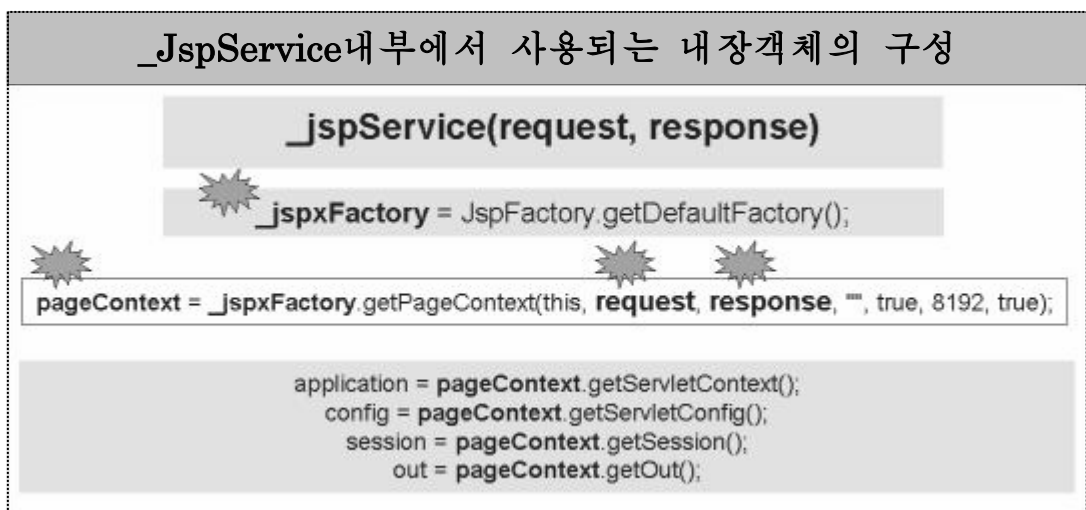 _JspService내부에서 사용되는 내장객체의 구성
_jspService(request, response)
_jspxFactory = JspFactory.getDefaultFactory();
pageContext = _jspxFactory.getPageContext(this, request, response, "", true, 8192, true);
application = pageContext.getServletContext();
config = pageContext.getServletConfig();
session = pageContext.getSession();
out = pageContext.getOut();